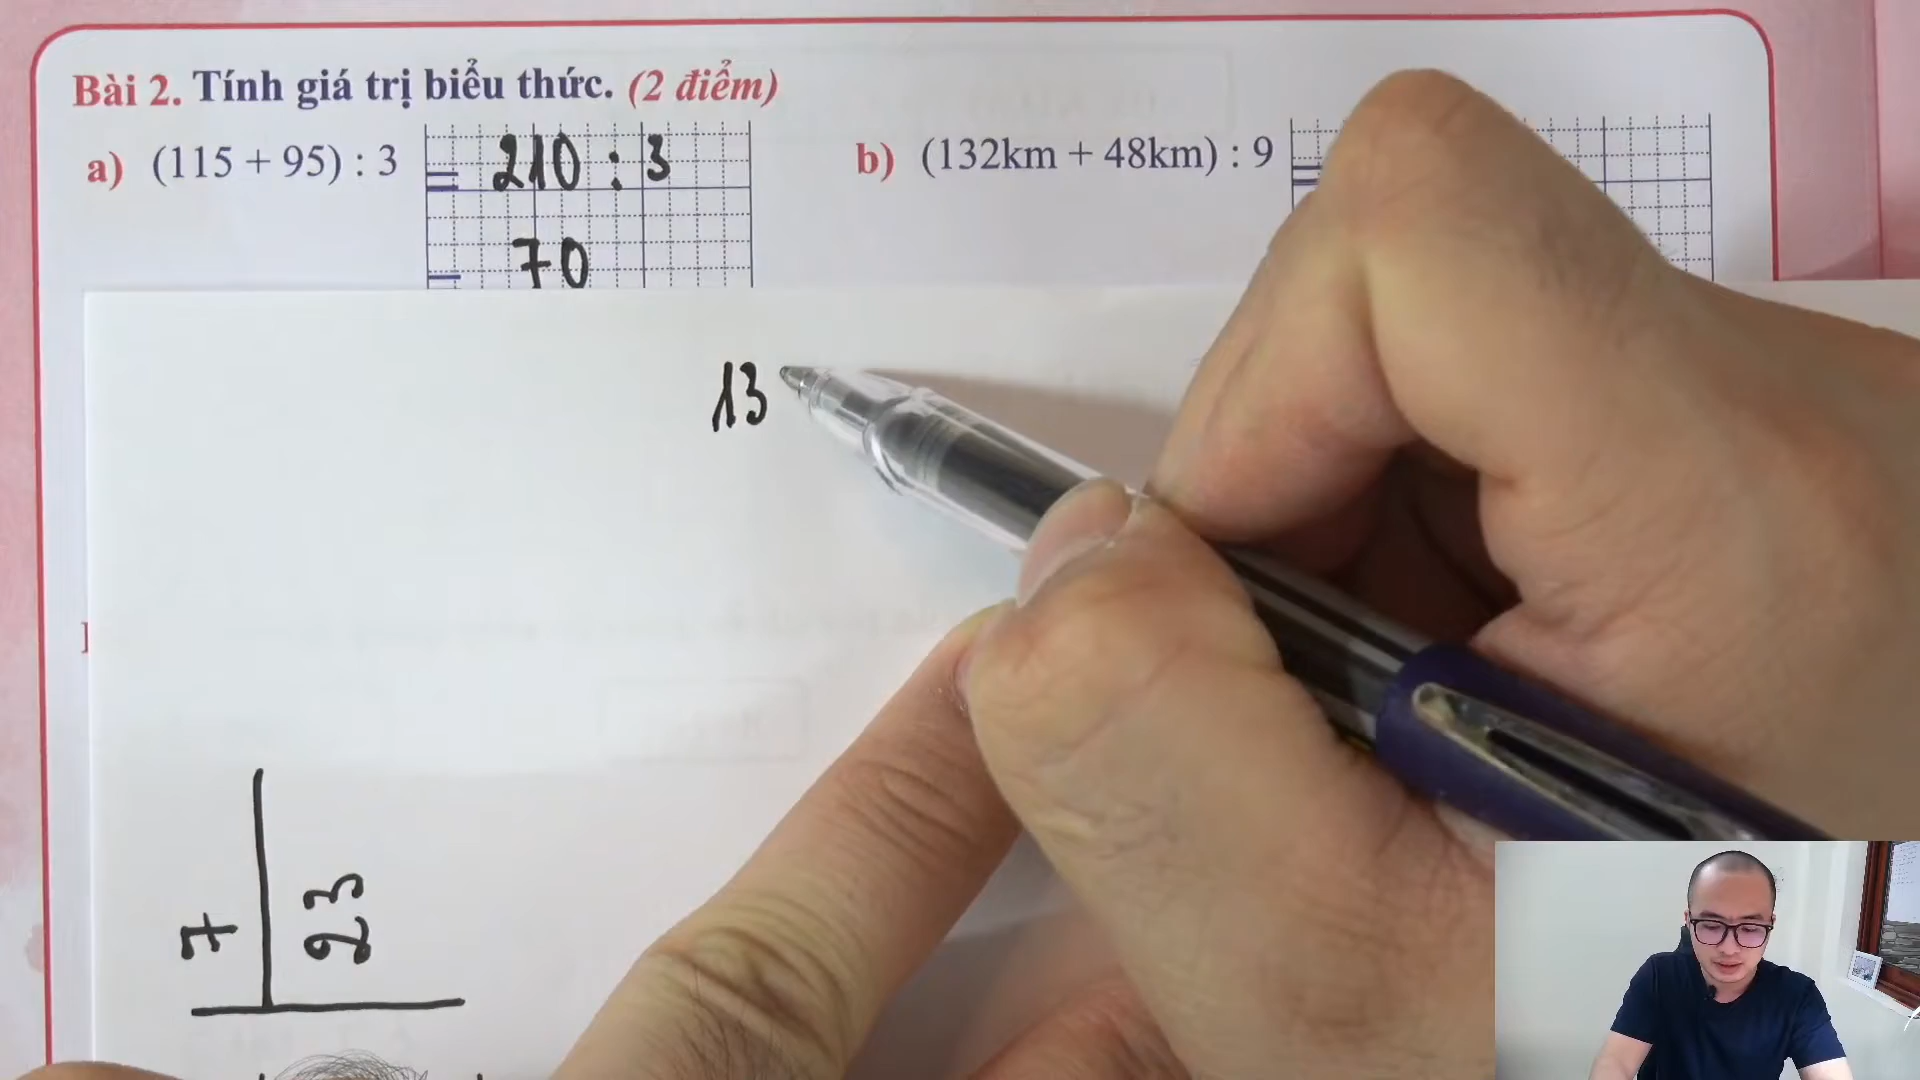 Bài 2. Tính giá trị biểu thức. (2 điểm)
a) (115 + 95) : 3 = 210 : 3
= 70
b) (132km + 48km) : 9 =
13
7
23